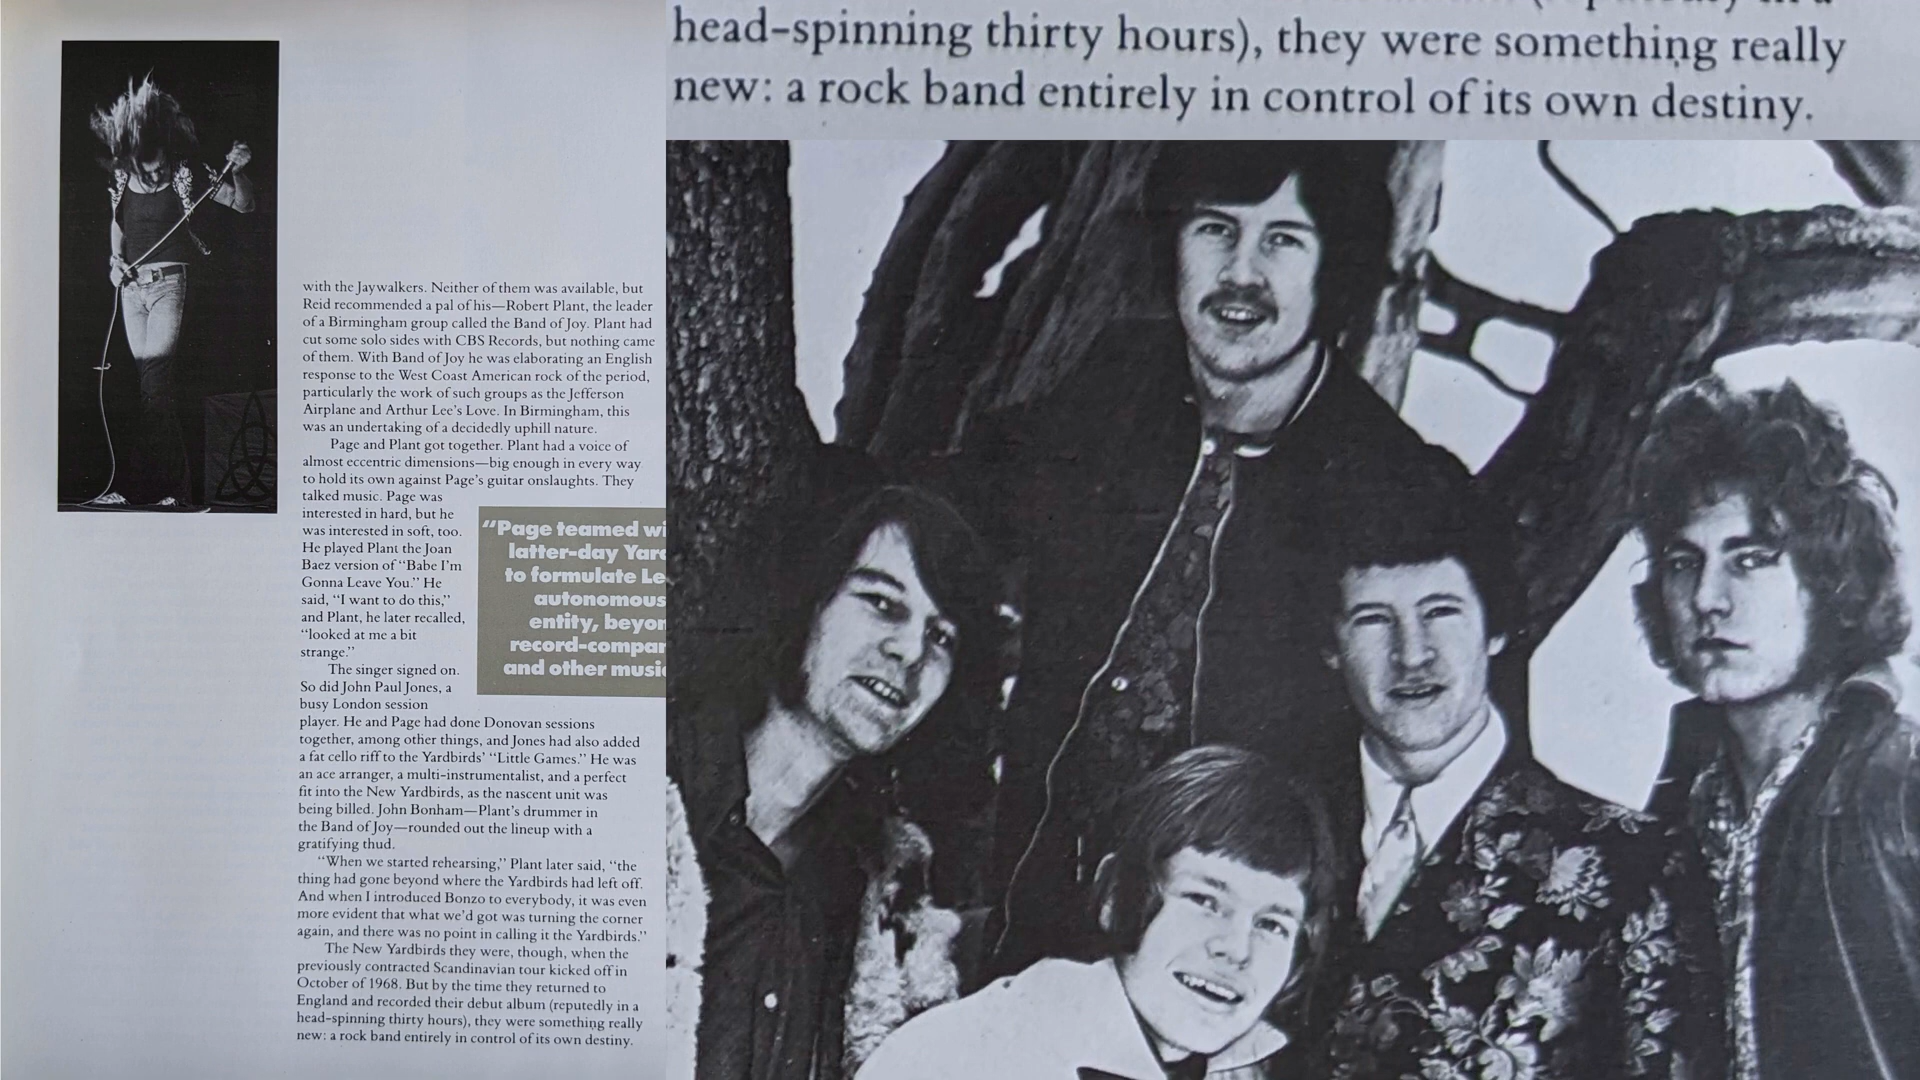 with the Jaywalkers. Neither of them was available, but
Reid recommended a pal of his—Robert Plant, the leader
of a Birmingham group called the Band of Joy. Plant had
cut some solo sides with CBS Records, but nothing came
of them. With Band of Joy he was elaborating an English
response to the West Coast American rock of the period,
particularly the work of such groups as the Jefferson
Airplane and Arthur Lee's Love. In Birmingham, this
was an undertaking of a decidedly uphill nature.
Page and Plant got together. Plant had a voice of
almost eccentric dimensions—big enough in every way
to hold its own against Page's guitar onslaughts. They
talked music. Page was
interested in hard, but he
was interested in soft, too.
He played Plant the Joan
Baez version of "Babe I'm
Gonna Leave You." He
said, "I want to do this,"
and Plant, he later recalled,
"looked at me a bit
strange."
The singer signed on.
So did John Paul Jones, a
busy London session
player. He and Page had done Donovan sessions
together, among other things, and Jones had also added
a fat cello riff to the Yardbirds' "Little Games." He was
an ace arranger, a multi-instrumentalist, and a perfect
fit into the New Yardbirds, as the nascent unit was
being billed. John Bonham—Plant's drummer in
the Band of Joy—rounded out the lineup with a
gratifying thud.
"When we started rehearsing," Plant later said, "the
thing had gone beyond where the Yardbirds had left off.
And when I introduced Bonzo to everybody, it was even
more evident that what we'd got was turning the corner
again, and there was no point in calling it the Yardbirds."
The New Yardbirds they were, though, when the
previously contracted Scandinavian tour kicked off in
October of 1968. But by the time they returned to
England and recorded their debut album (reputedly in a
head-spinning thirty hours), they were something really
new: a rock band entirely in control of its own destiny.
"Page teamed
latter-day
to formulate
autonomous
entity,
and other
head-spinning thirty hours), they were something really
new: a rock band entirely in control of its own destiny.